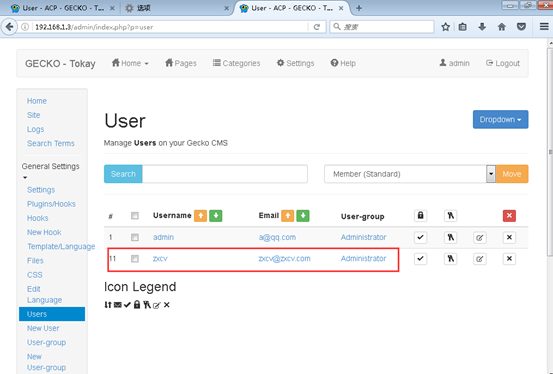 User - ACP - GECKO - T...
选项
User - ACP - GECKO - Tokay
192.168.1.3/admin/index.php?p=user
搜索
GECKO - Tokay
Home
Pages
Categories
Settings
Help
admin
Logout
Home
Site
Logs
Search Terms
General Settings
Settings
Plugins/Hooks
Hooks
New Hook
Template/Language
Files
CSS
Edit
Language
Users
New User
User-group
New
User-group
User
Dropdown
Manage Users on your Gecko CMS
Search
Member (Standard)
Move
# Username Email User-group
1 admin a@qq.com Administrator
11 zxcv zxcv@zxcv.com Administrator
Icon Legend